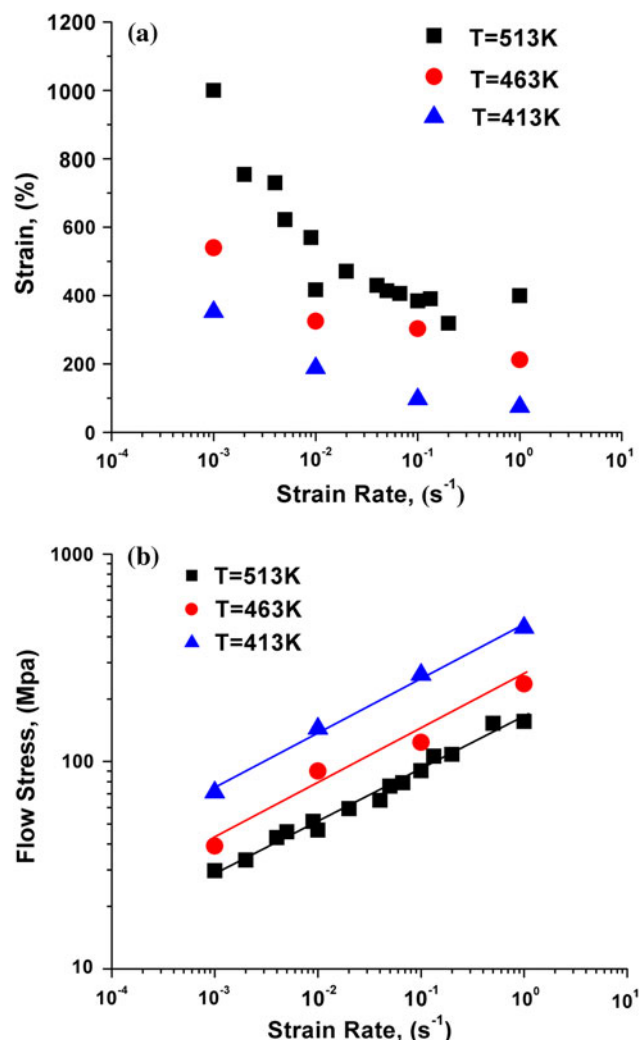 (a)
T=513K
T=463K
T=413K
1200
1000
800
600
400
200
0
10⁻⁴ 10⁻³ 10⁻² 10⁻¹ 10⁰ 10¹
Strain, (%)
Strain Rate, (s⁻¹)
(b)
T=513K
T=463K
T=413K
1000
100
10
10⁻⁴ 10⁻³ 10⁻² 10⁻¹ 10⁰ 10¹
Flow Stress, (Mpa)
Strain Rate, (s⁻¹)